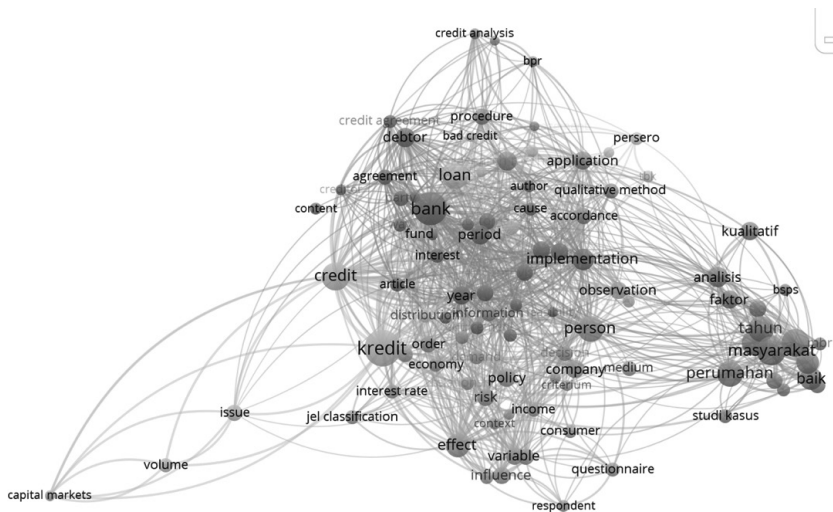 credit analysis
bpr
credit agreement
procedure
debtor
bad credit
persero
application
loan
agreement
author
qualitative method
content
bank
cause
accordance
fund
period
kualitatif
interest
implementation
credit
analisis
article
observation
bsps
year
faktor
distribution
information
person
tahun
kredit
order
masyarakat
economy
decision
company
medium
perumahan
baik
policy
criterium
interest rate
risk
income
issue
jel classification
context
studi kasus
consumer
effect
variable
volume
influence
questionnaire
capital markets
respondent